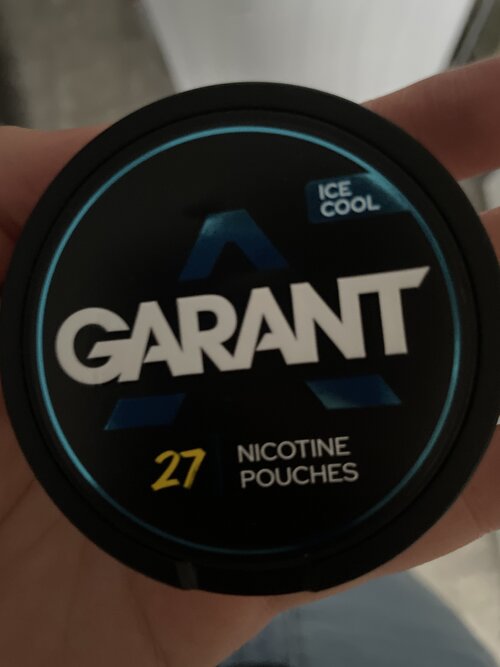 ICE
COOL
GARANT
27 NICOTINE
POUCHES